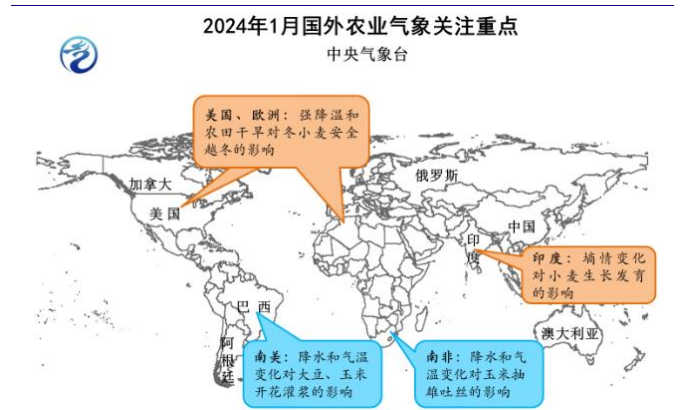 2024年1月国外农业气象关注重点
中央气象台
美国、欧洲：强降温和
农田干旱对冬小麦安全
越冬的影响
加拿大
美国
俄罗斯
中国
印度
印度：墒情变化
对小麦生长发育
的影响
巴西
阿根廷
澳大利亚
南美：降水和气温
变化对大豆、玉米
开花灌浆的影响
南非：降水和气
温变化对玉米抽
雄吐丝的影响